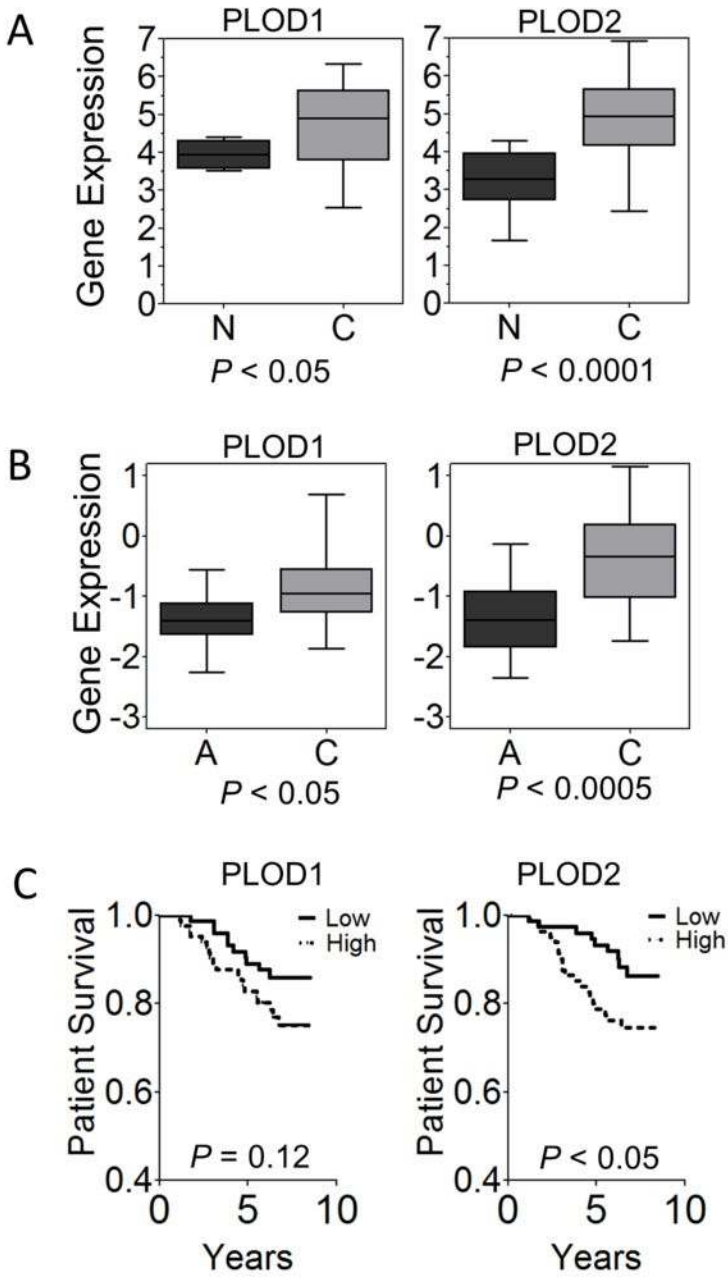 A
PLOD1
PLOD2
Gene Expression
7
6
5
4
3
2
1
0
7
6
5
4
3
2
1
0
N
C
N
C
P < 0.05
P < 0.0001
B
PLOD1
PLOD2
Gene Expression
1
0
-1
-2
-3
1
0
-1
-2
-3
A
C
A
C
P < 0.05
P < 0.0005
C
PLOD1
PLOD2
Patient Survival
1.0
0.8
0.6
0.4
Low
High
P = 0.12
0
5
10
Years
Patient Survival
1.0
0.8
0.6
0.4
Low
High
P < 0.05
0
5
10
Years